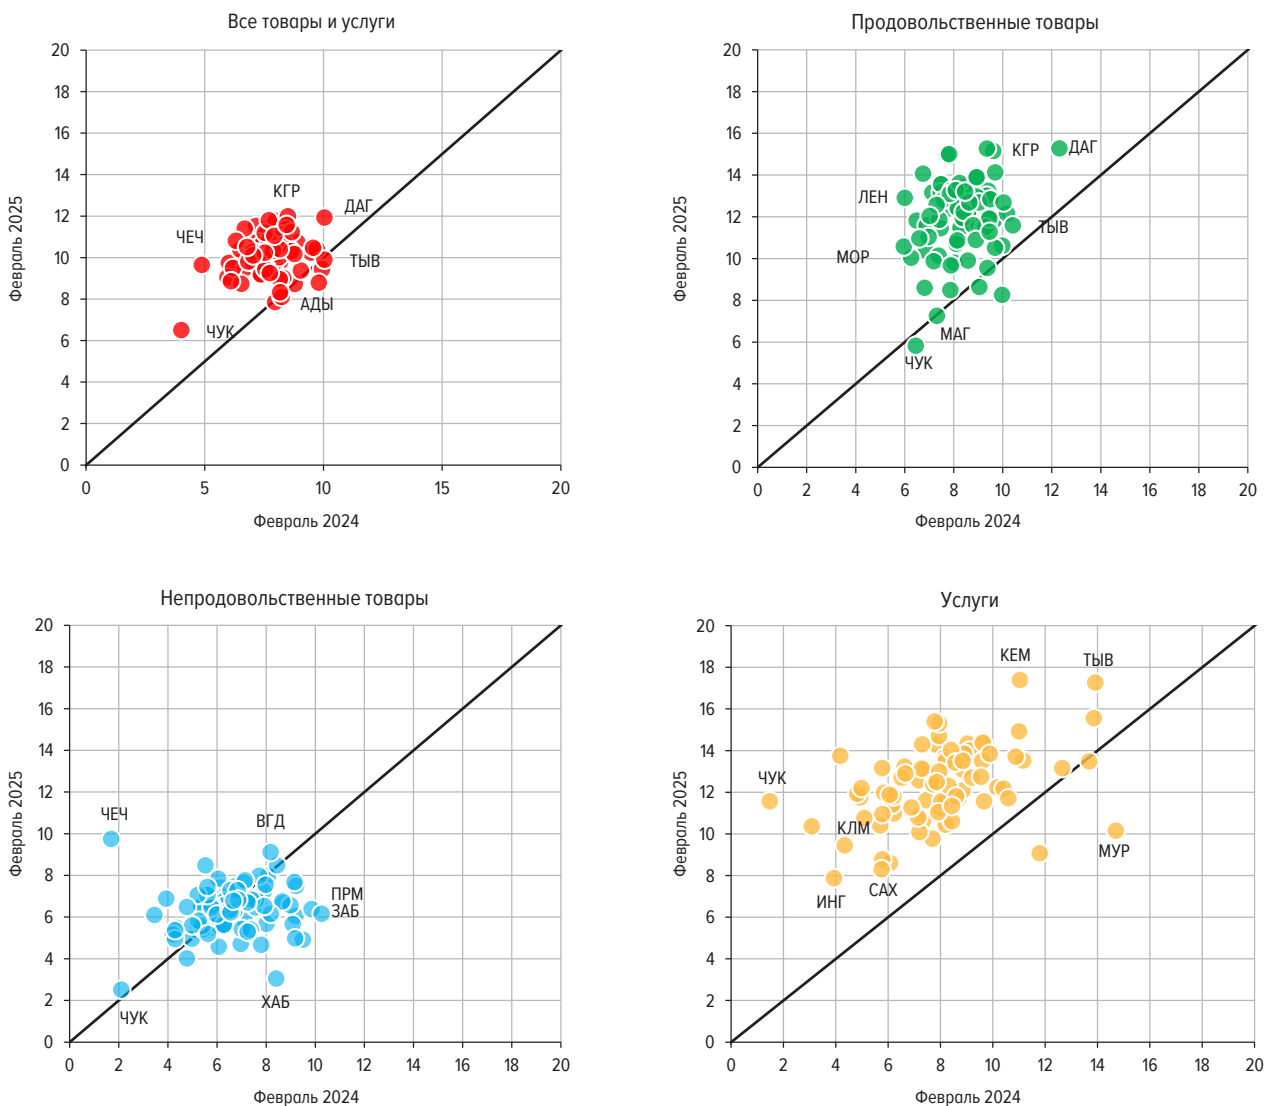 Все товары и услуги
20
18
16
14
12
10
8
6
4
2
0
0 5 10 15 20
Февраль 2025
Февраль 2024
КГР
ДАГ
ЧЕЧ
ТЫВ
АДЫ
ЧУК
Продовольственные товары
20
18
16
14
12
10
8
6
4
2
0
0 2 4 6 8 10 12 14 16 18 20
Февраль 2025
Февраль 2024
КГР
ДАГ
ЛЕН
ТЫВ
МОР
МАГ
ЧУК
Непродовольственные товары
20
18
16
14
12
10
8
6
4
2
0
0 2 4 6 8 10 12 14 16 18 20
Февраль 2025
Февраль 2024
ЧЕЧ
ВГД
ПРМ
ЗАБ
ХАБ
ЧУК
Услуги
20
18
16
14
12
10
8
6
4
2
0
0 2 4 6 8 10 12 14 16 18 20
Февраль 2025
Февраль 2024
КЕМ
ТЫВ
ЧУК
КЛМ
МУР
САХ
ИНГ